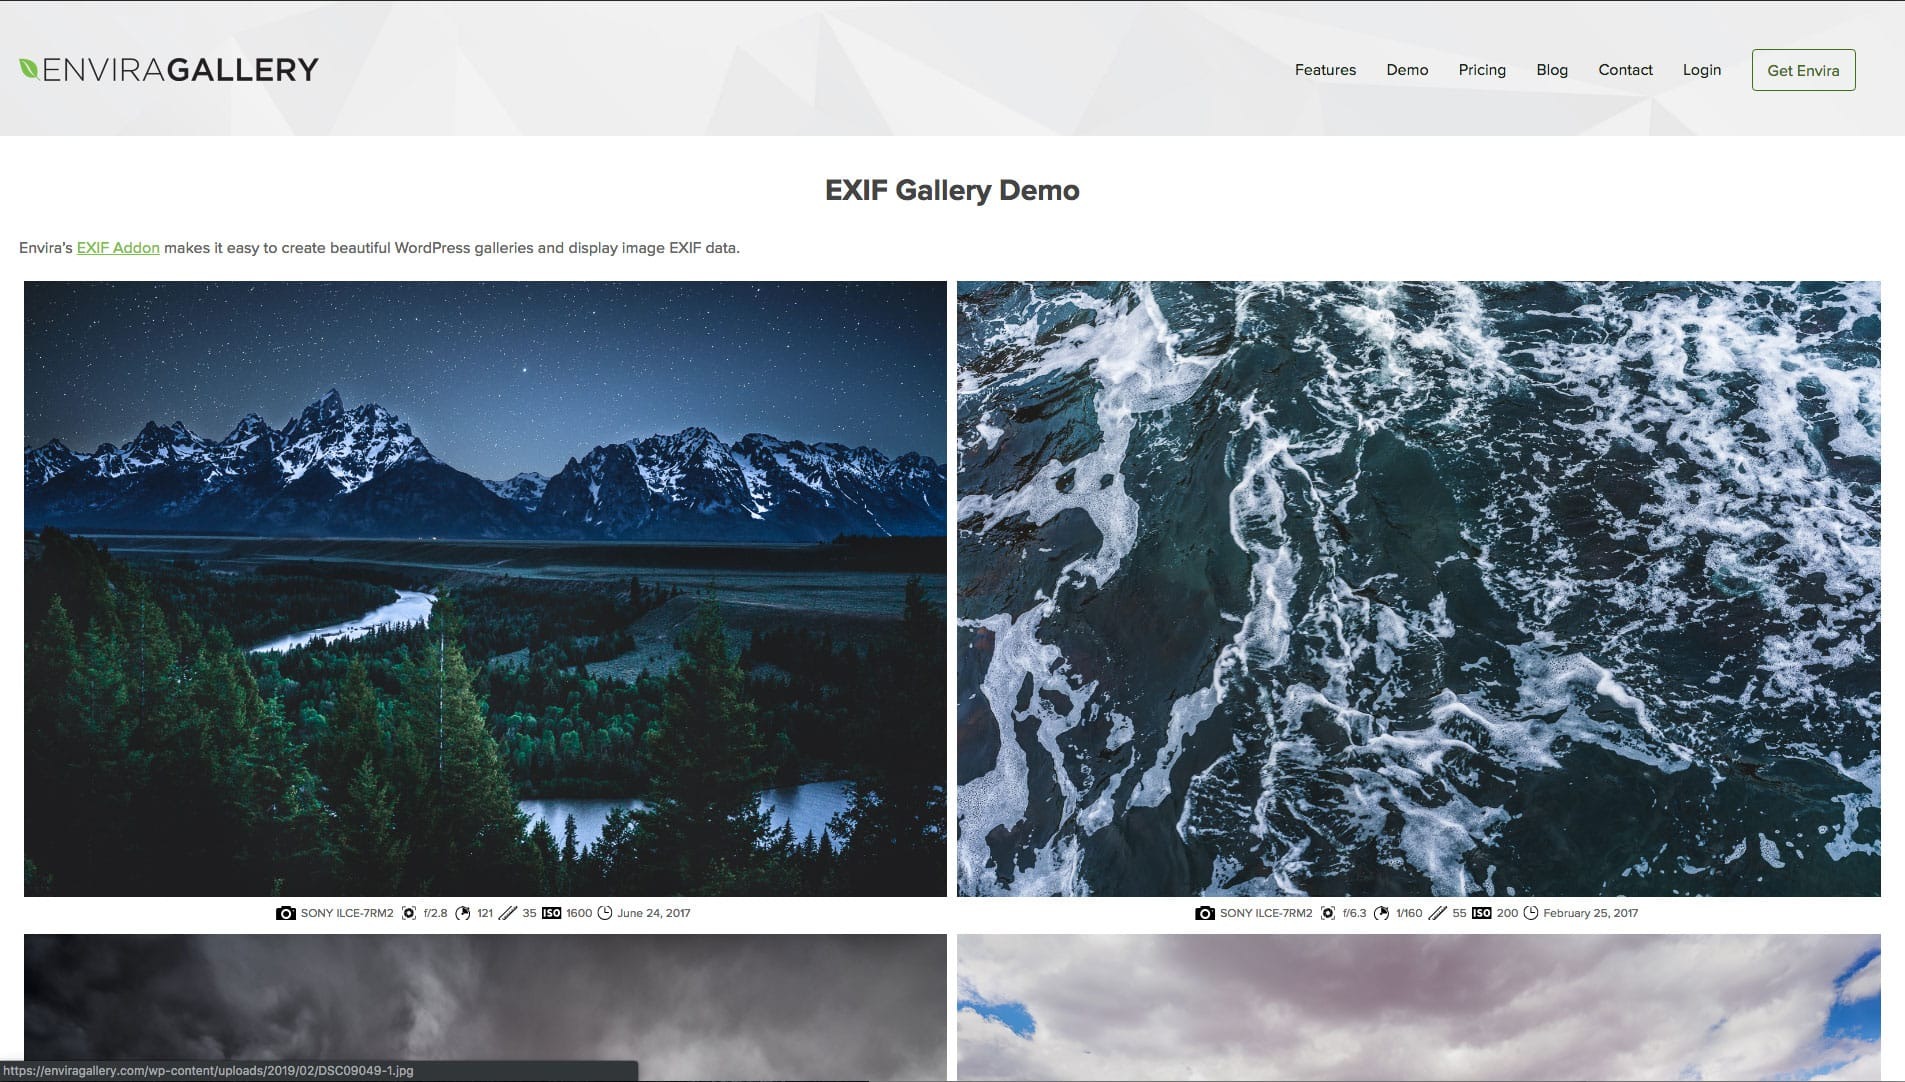 ENVIRAGALLERY
Features Demo Pricing Blog Contact Login Get Envira
EXIF Gallery Demo
Envira's EXIF Addon makes it easy to create beautiful WordPress galleries and display image EXIF data.
SONY ILCE-7RM2 f/2.8 121 35 ISO 1600 June 24, 2017
SONY ILCE-7RM2 f/6.3 1/160 55 ISO 200 February 25, 2017
https://enviragallery.com/wp-content/uploads/2019/02/DSC09049-1.jpg